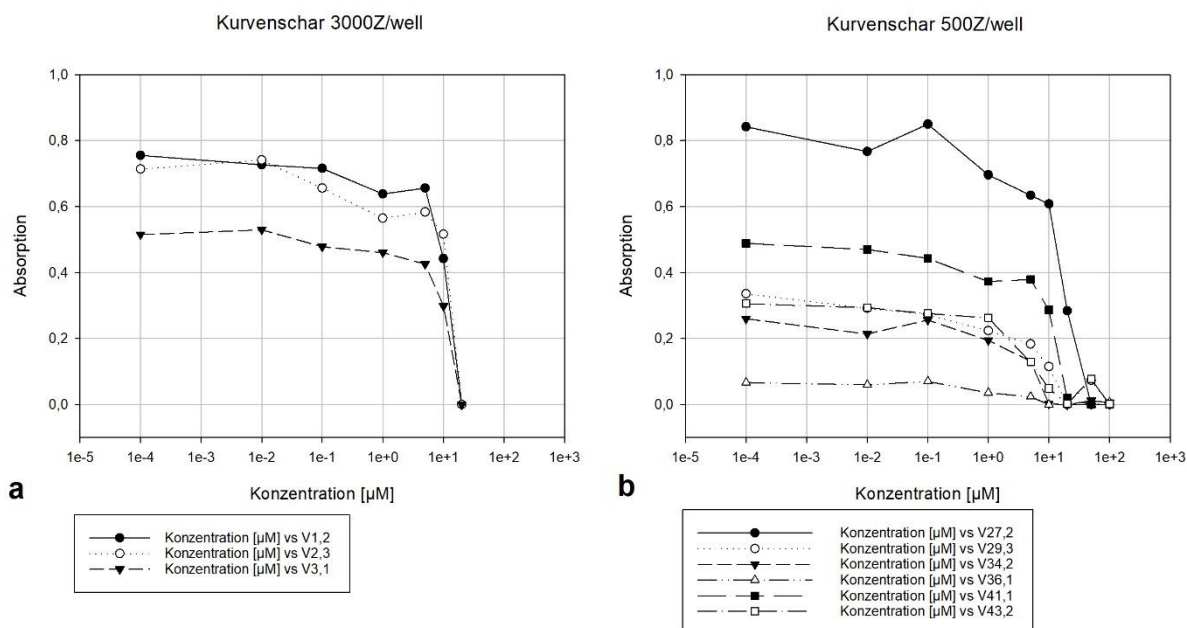 Kurvenschar 3000Z/well
1,0
0,8
0,6
0,4
0,2
0,0
Absorption
1e-5 1e-4 1e-3 1e-2 1e-1 1e+0 1e+1 1e+2 1e+3
Konzentration [µM]
a
Konzentration [µM] vs V1,2
Konzentration [µM] vs V2,3
Konzentration [µM] vs V3,1
Kurvenschar 500Z/well
1,0
0,8
0,6
0,4
0,2
0,0
Absorption
1e-5 1e-4 1e-3 1e-2 1e-1 1e+0 1e+1 1e+2 1e+3
Konzentration [µM]
b
Konzentration [µM] vs V27,2
Konzentration [µM] vs V29,3
Konzentration [µM] vs V34,2
Konzentration [µM] vs V36,1
Konzentration [µM] vs V41,1
Konzentration [µM] vs V43,2